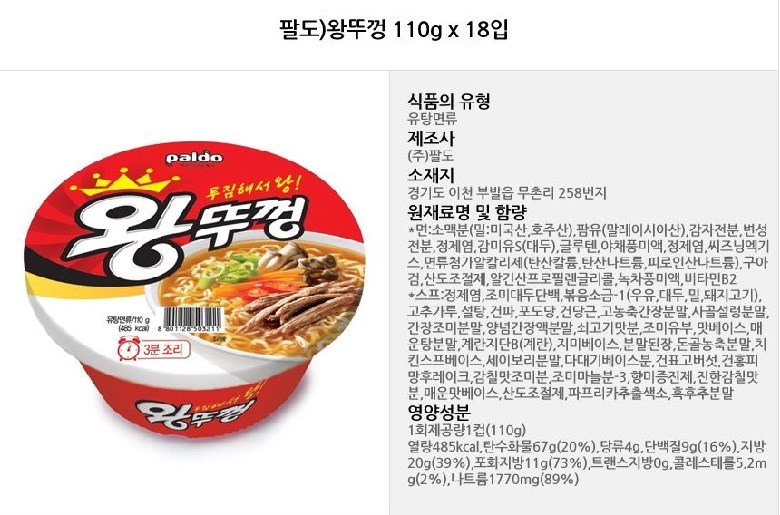 팔도)왕뚜껑 110g x 18입
paldo
푸짐해서 왕!
왕뚜껑
유탕면류/110 g
(485 kcal)
8 801128 503211
3분 조리
푸짐해서 왕!
왕뚜껑
식품의 유형
유탕면류
제조사
(주)팔도
소재지
경기도 이천 부발읍 무촌리 258번지
원재료명 및 함량
*면:소맥분(밀:미국산,호주산),팜유(말레이시아산),감자전분,변성
전분,정제염,감미유S(대두),글루텐,야채풍미액,정제염,씨즈닝엑기
스,면류첨가알칼리제(탄산칼륨,탄산나트륨,피로인산나트륨),구아
검,산도조절제,알긴산프로필렌글리콜,녹차풍미액,비타민B2
*스프:정제염,조미대두단백,볶음소금-1(우유,대두,밀,돼지고기),
고추가루,설탕,건파,포도당,건당근,고농축간장분말,사골설렁분말,
간장조미분말,양념간장액분말,쇠고기맛분,조미유부,맛베이스,매
운탕분말,계란지단B(계란),지미베이스,분말된장,돈골농축분말,치
킨스프베이스,세이보리분말,다대기베이스분,건표고버섯,건홍피
망후레이크,감칠맛조미분,조미마늘분-3,향미증진제,진한감칠맛
분,매운맛베이스,산도조절제,파프리카추출색소,흑후추분말
영양성분
1회제공량1컵(110g)
열량485kcal,탄수화물67g(20%),당류4g,단백질9g(16%),지방
20g(39%),포화지방11g(73%),트랜스지방0g,콜레스테롤5.2m
g(2%),나트륨1770mg(89%)